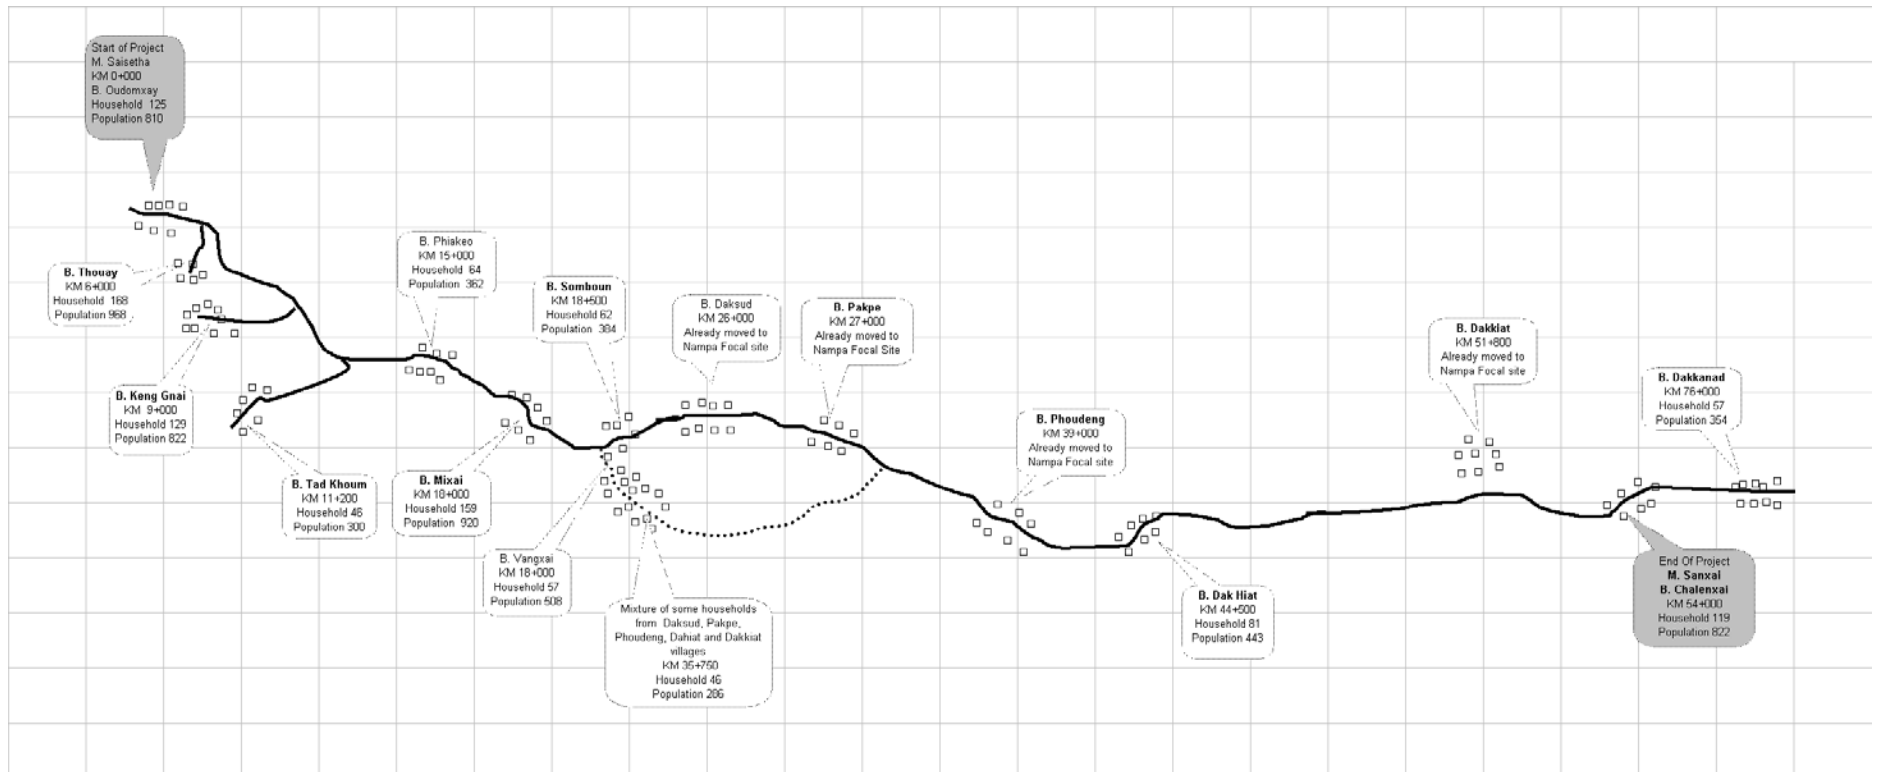 Start of Project
M. Saisetha
KM 0+000
B. Oudomxay
Household 125
Population 810
B. Thouay
KM 6+000
Household 168
Population 968
B. Keng Gnai
KM 9+000
Household 129
Population 822
B. Tad Khoum
KM 11+200
Household 46
Population 300
B. Phiakeo
KM 15+000
Household 64
Population 362
B. Mixai
KM 18+000
Household 159
Population 920
B. Somboun
KM 18+500
Household 62
Population 384
B. Vangxai
KM 18+000
Household 57
Population 508
Mixture of some households
from Daksud, Pakpe,
Phoudeng, Dahiat and Dakkiat
villages
KM 35+750
Household 46
Population 286
B. Daksud
KM 26+000
Already moved to
Nampa Focal site
B. Pakpe
KM 27+000
Already moved to
Nampa Focal Site
B. Phoudeng
KM 39+000
Already moved to
Nampa Focal site
B. Dak Hiat
KM 44+500
Household 81
Population 443
B. Dakkiat
KM 51+800
Already moved to
Nampa Focal site
End Of Project
M. Sanxai
B. Chalenxai
KM 54+000
Household 119
Population 822
B. Dakkanad
KM 76+000
Household 57
Population 354